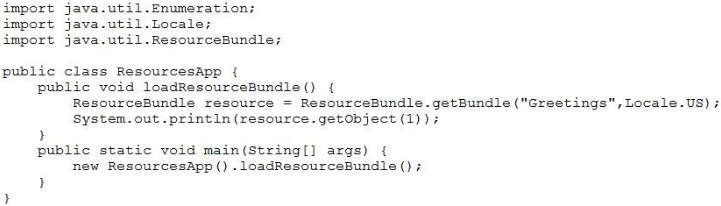 import java.util.Enumeration;
import java.util.Locale;
import java.util.ResourceBundle;

public class ResourcesApp {
    public void loadResourceBundle() {
        ResourceBundle resource = ResourceBundle.getBundle("Greetings",Locale.US);
        System.out.println(resource.getObject(1));
    }
    public static void main(String[] args) {
        new ResourcesApp().loadResourceBundle();
    }
}